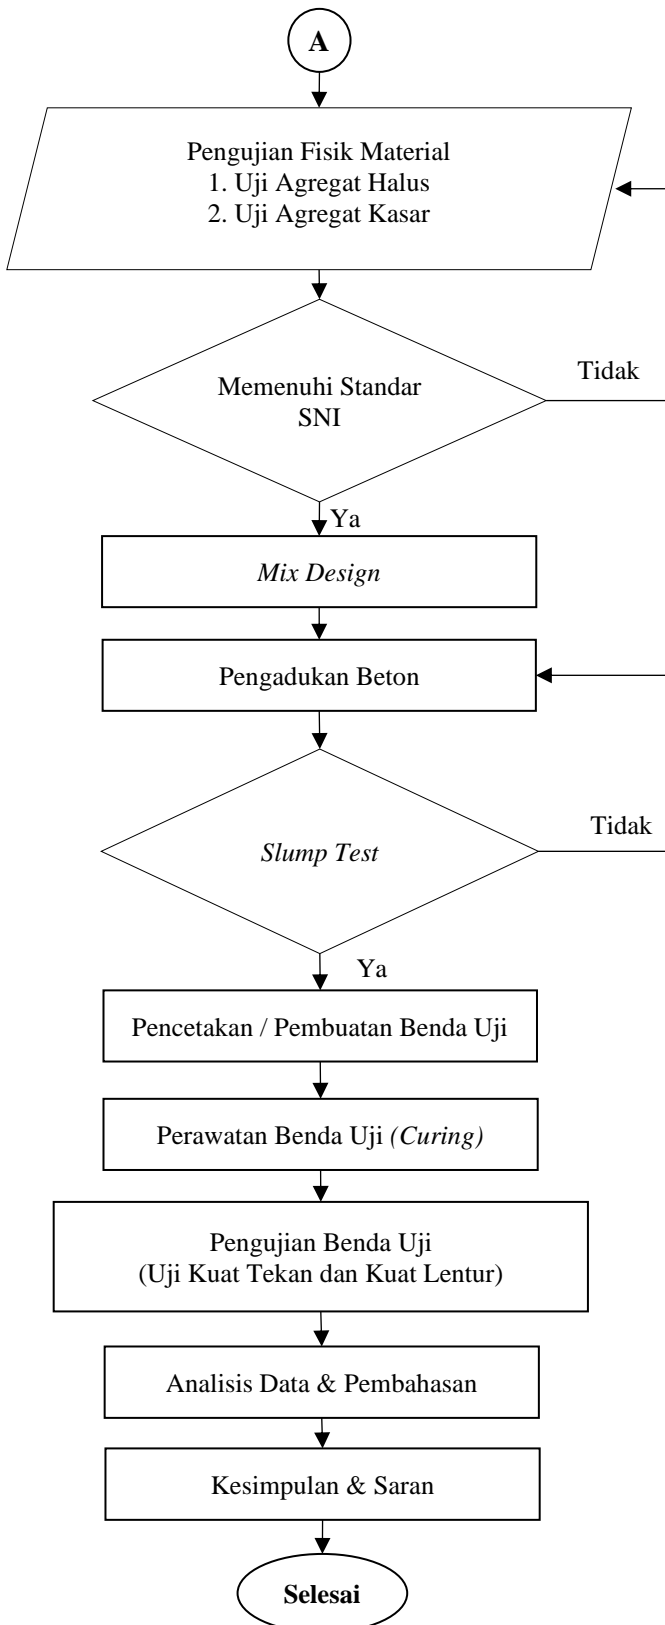 A
Pengujian Fisik Material
1. Uji Agregat Halus
2. Uji Agregat Kasar
Memenuhi Standar
SNI
Tidak
Ya
Mix Design
Pengadukan Beton
Slump Test
Tidak
Ya
Pencetakan / Pembuatan Benda Uji
Perawatan Benda Uji (Curing)
Pengujian Benda Uji
(Uji Kuat Tekan dan Kuat Lentur)
Analisis Data & Pembahasan
Kesimpulan & Saran
Selesai